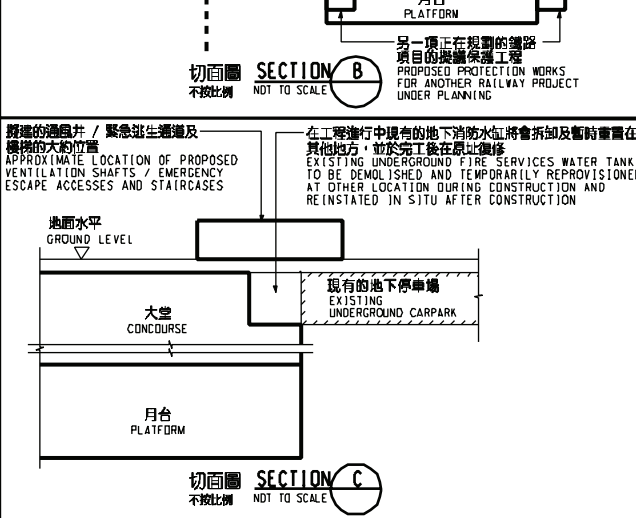 月台
PLATFORM
另一項正在規劃的鐵路
項目的擬議保護工程
PROPOSED PROTECTION WORKS
FOR ANOTHER RAILWAY PROJECT
UNDER PLANNING
切面圖 SECTION B
不按比例 NOT TO SCALE
擬建的通風井 / 緊急逃生通道及
樓梯的大約位置
APPROXIMATE LOCATION OF PROPOSED
VENTILATION SHAFTS / EMERGENCY
ESCAPE ACCESSES AND STAIRCASES
在工程進行中現有的地下消防水缸將會拆卸及暫時重置在
其他地方，並於完工後在原址復修
EXISTING UNDERGROUND FIRE SERVICES WATER TANK
TO BE DEMOLISHED AND TEMPORARILY REPROVISIONED
AT OTHER LOCATION DURING CONSTRUCTION AND
REINSTATED IN SITU AFTER CONSTRUCTION
地面水平
GROUND LEVEL
現有的地下停車場
EXISTING
UNDERGROUND CARPARK
大堂
CONCOURSE
月台
PLATFORM
切面圖 SECTION C
不按比例 NOT TO SCALE